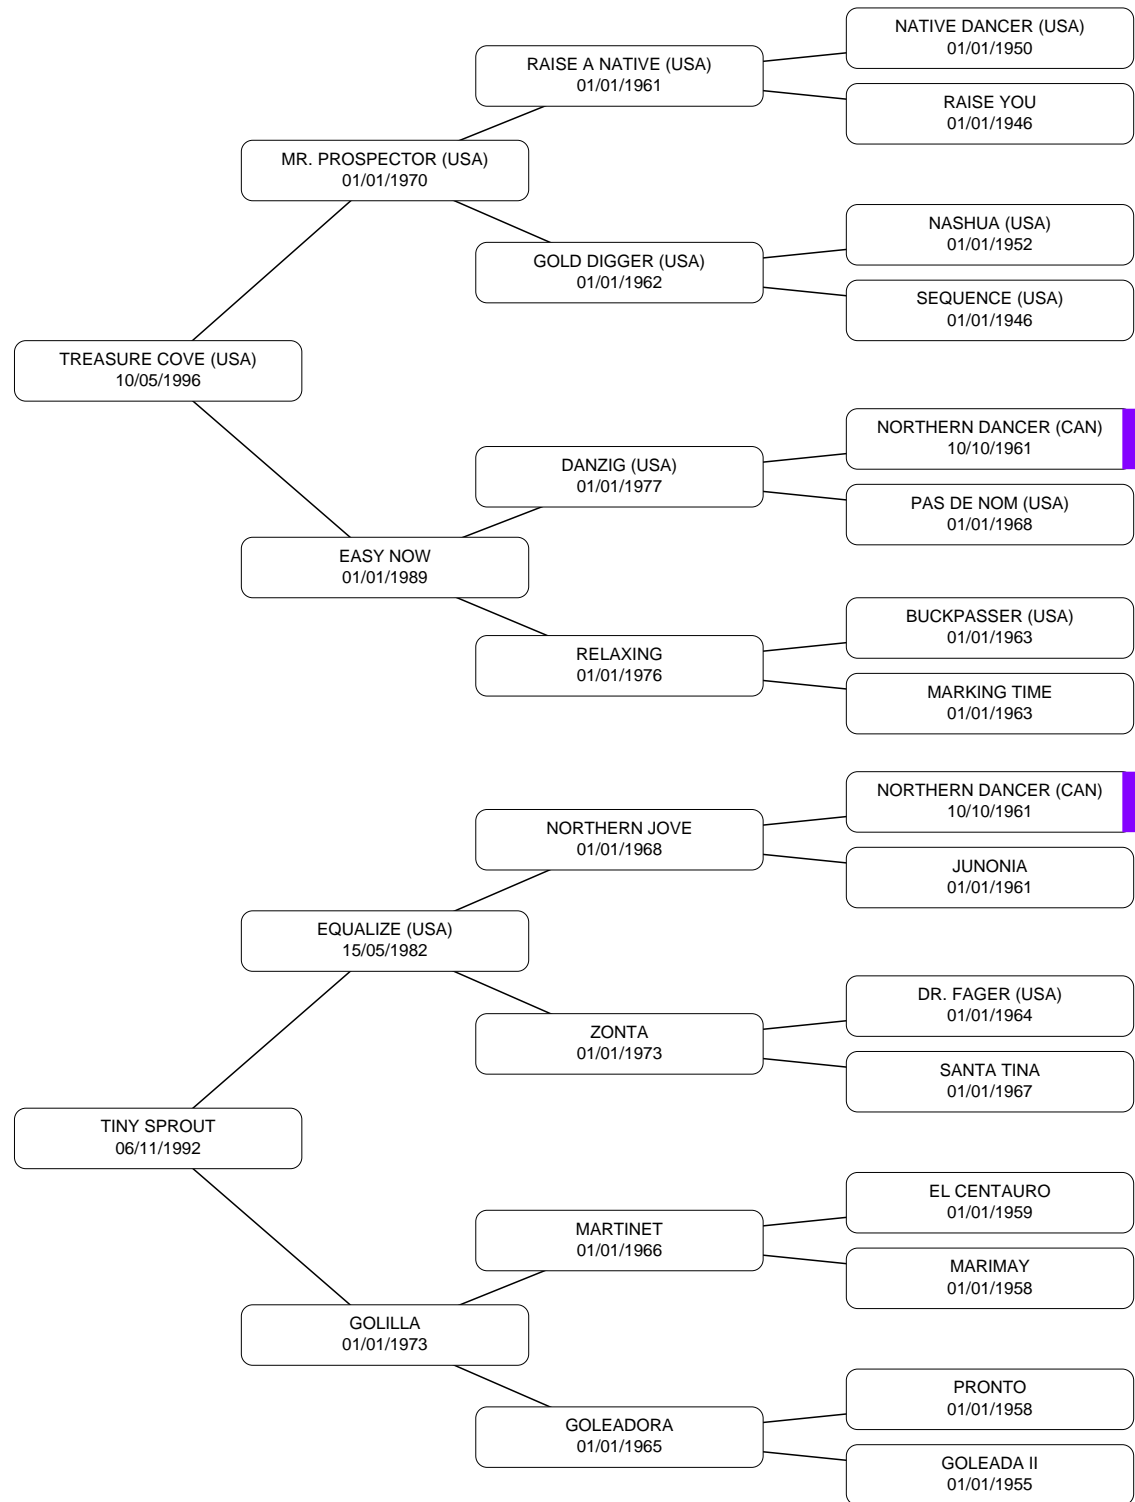 NATIVE DANCER (USA)
01/01/1950
RAISE A NATIVE (USA)
01/01/1961
RAISE YOU
01/01/1946
MR. PROSPECTOR (USA)
01/01/1970
NASHUA (USA)
01/01/1952
GOLD DIGGER (USA)
01/01/1962
SEQUENCE (USA)
01/01/1946
TREASURE COVE (USA)
10/05/1996
NORTHERN DANCER (CAN)
10/10/1961
DANZIG (USA)
01/01/1977
PAS DE NOM (USA)
01/01/1968
EASY NOW
01/01/1989
BUCKPASSER (USA)
01/01/1963
RELAXING
01/01/1976
MARKING TIME
01/01/1963
NORTHERN DANCER (CAN)
10/10/1961
NORTHERN JOVE
01/01/1968
JUNONIA
01/01/1961
EQUALIZE (USA)
15/05/1982
DR. FAGER (USA)
01/01/1964
ZONTA
01/01/1973
SANTA TINA
01/01/1967
TINY SPROUT
06/11/1992
EL CENTAURO
01/01/1959
MARTINET
01/01/1966
MARIMAY
01/01/1958
GOLILLA
01/01/1973
PRONTO
01/01/1958
GOLEADORA
01/01/1965
GOLEADA II
01/01/1955